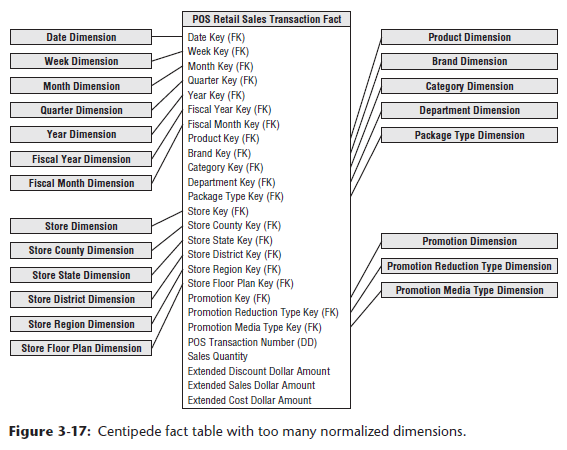 POS Retail Sales Transaction Fact
Date Dimension
Week Dimension
Month Dimension
Quarter Dimension
Year Dimension
Fiscal Year Dimension
Fiscal Month Dimension
Store Dimension
Store County Dimension
Store State Dimension
Store District Dimension
Store Region Dimension
Store Floor Plan Dimension
Date Key (FK)
Week Key (FK)
Month Key (FK)
Quarter Key (FK)
Year Key (FK)
Fiscal Year Key (FK)
Fiscal Month Key (FK)
Product Key (FK)
Brand Key (FK)
Category Key (FK)
Department Key (FK)
Package Type Key (FK)
Store Key (FK)
Store County Key (FK)
Store State Key (FK)
Store District Key (FK)
Store Region Key (FK)
Store Floor Plan Key (FK)
Promotion Key (FK)
Promotion Reduction Type Key (FK)
Promotion Media Type Key (FK)
POS Transaction Number (DD)
Sales Quantity
Extended Discount Dollar Amount
Extended Sales Dollar Amount
Extended Cost Dollar Amount
Product Dimension
Brand Dimension
Category Dimension
Department Dimension
Package Type Dimension
Promotion Dimension
Promotion Reduction Type Dimension
Promotion Media Type Dimension
Figure 3-17: Centipede fact table with too many normalized dimensions.